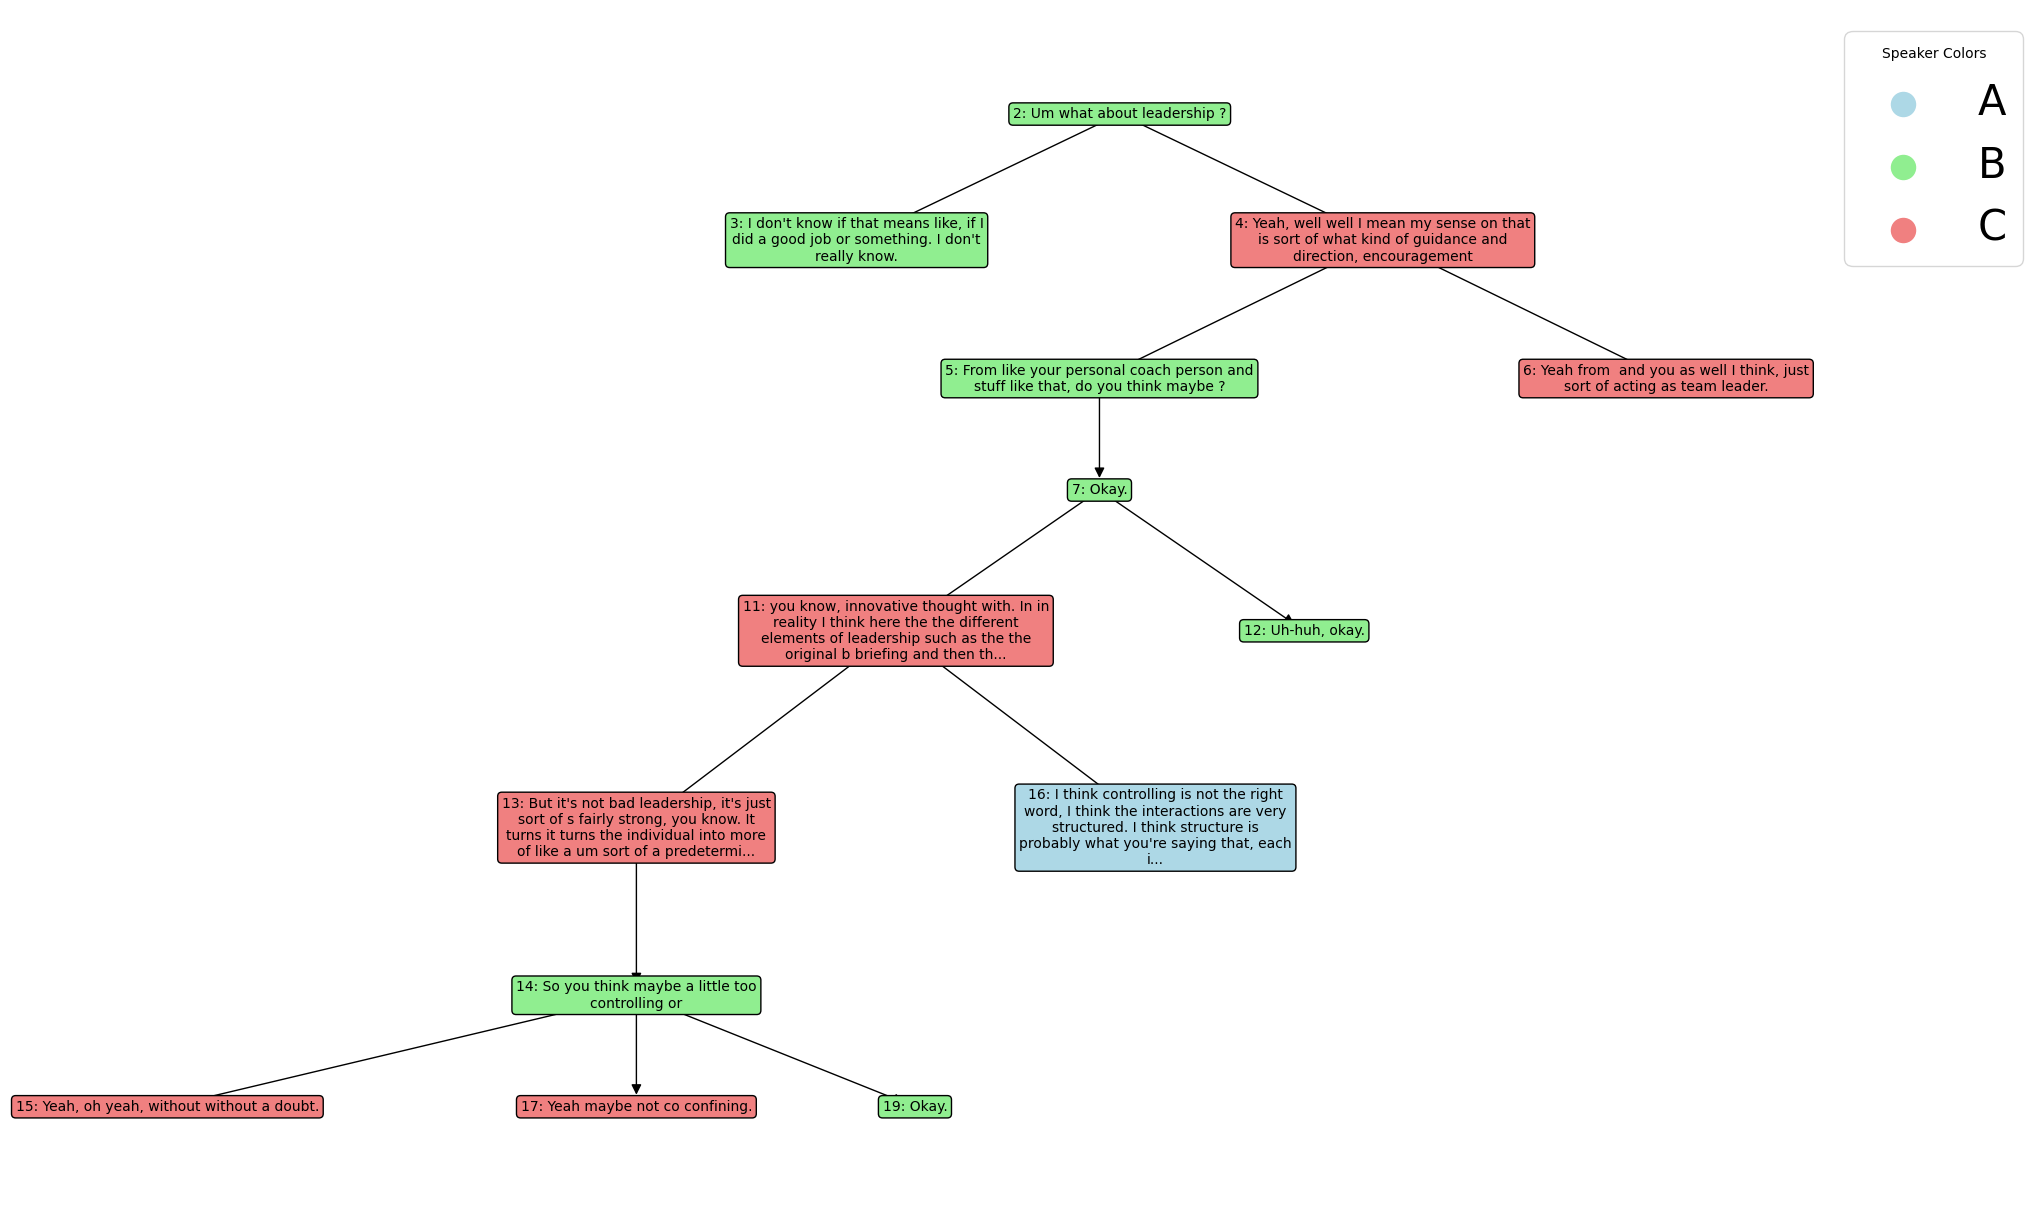 Speaker Colors
A
B
C
2: Um what about leadership ?
3: I don't know if that means like, if I
did a good job or something. I don't
really know.
4: Yeah, well well I mean my sense on that
is sort of what kind of guidance and
direction, encouragement
5: From like your personal coach person and
stuff like that, do you think maybe ?
6: Yeah from  and you as well I think, just
sort of acting as team leader.
7: Okay.
11: you know, innovative thought with. In in
reality I think here the the different
elements of leadership such as the the
original b briefing and then th...
12: Uh-huh, okay.
13: But it's not bad leadership, it's just
sort of s fairly strong, you know. It
turns it turns the individual into more
of like a um sort of a predetermi...
16: I think controlling is not the right
word, I think the interactions are very
structured. I think structure is
probably what you're saying that, each
i...
14: So you think maybe a little too
controlling or
15: Yeah, oh yeah, without without a doubt.
17: Yeah maybe not co confining.
19: Okay.